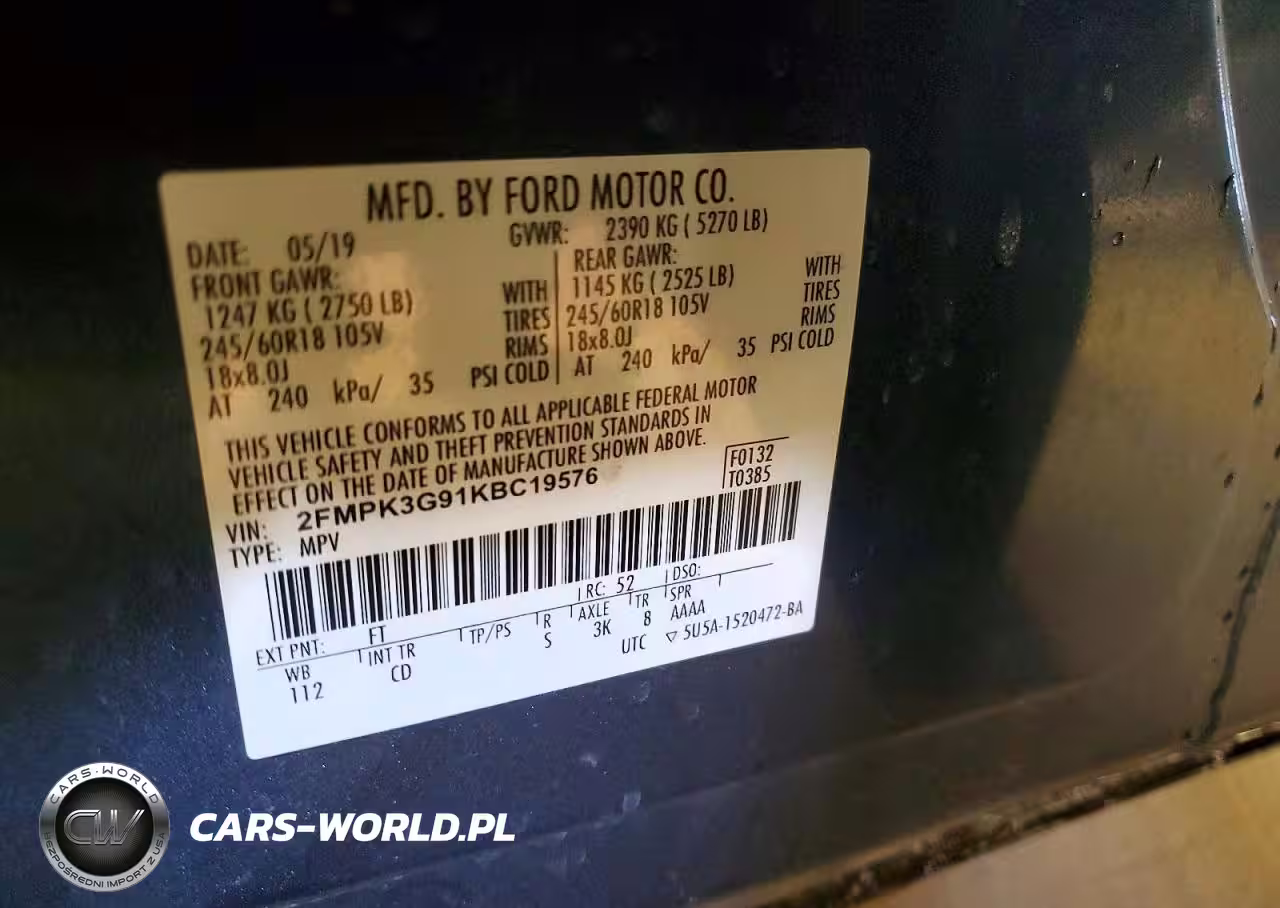 MFD. BY FORD MOTOR CO.
DATE: 05/19 GVWR: 2390 KG ( 5270 LB)
FRONT GAWR: REAR GAWR:
1247 KG ( 2750 LB) WITH 1145 KG ( 2525 LB) WITH
245/60R18 105V TIRES 245/60R18 105V TIRES
18x8.0J RIMS 18x8.0J RIMS
AT 240 kPa/ 35 PSI COLD AT 240 kPa/ 35 PSI COLD
THIS VEHICLE CONFORMS TO ALL APPLICABLE FEDERAL MOTOR
VEHICLE SAFETY AND THEFT PREVENTION STANDARDS IN
EFFECT ON THE DATE OF MANUFACTURE SHOWN ABOVE.
F0132
T0385
VIN: 2FMPK3G91KBC19576
TYPE: MPV
EXT PNT: FT RC: 52 DSO:
WB INT TR TP/PS R AXLE TR SPR
112 CD S 3K 8 AAAA
UTC ▽ 5U5A-1520472-BA
CARS-WORLD
CW
BEZPOŚREDNI IMPORT Z USA
CARS-WORLD.PL